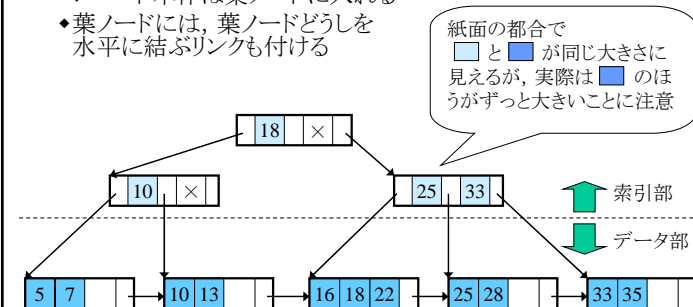 ◆葉ノードには, 葉ノードどうしを
水平に結ぶリンクも付ける
紙面の都合で
と が同じ大きさに
見えるが, 実際は のほ
うがずっと大きいことに注意
18 ×
10 × 25 33
索引部
データ部
5 7 10 13 16 18 22 25 28 33 35